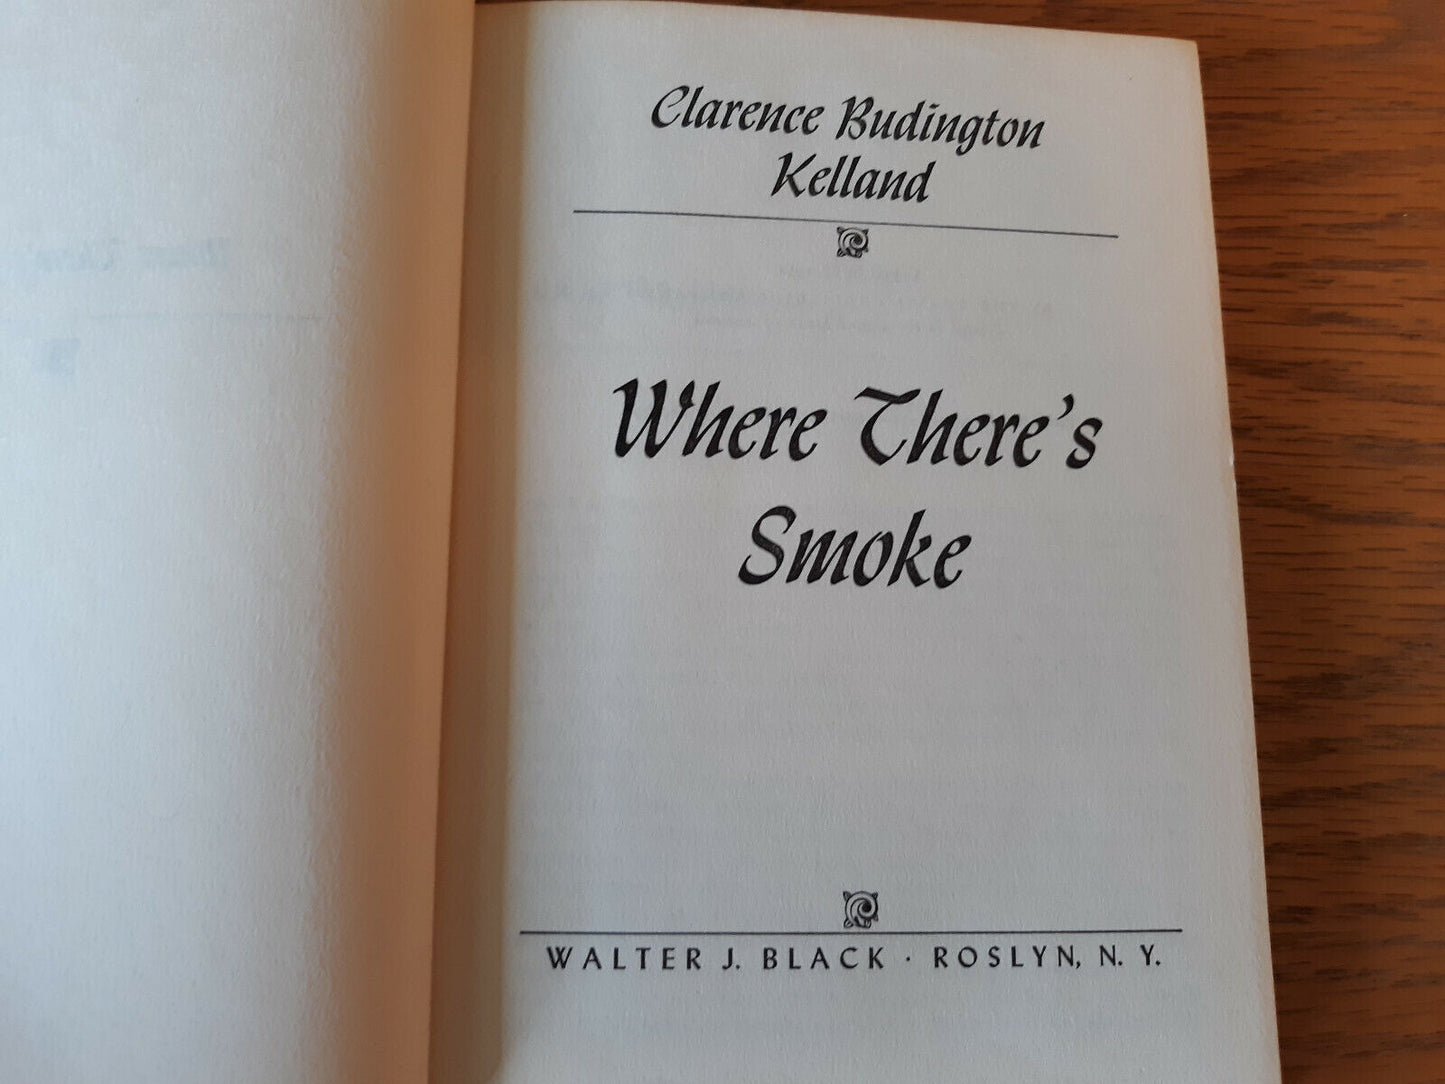 Clarence Budington
Kelland
Where There's
Smoke
WALTER J. BLACK · ROSLYN, N. Y.